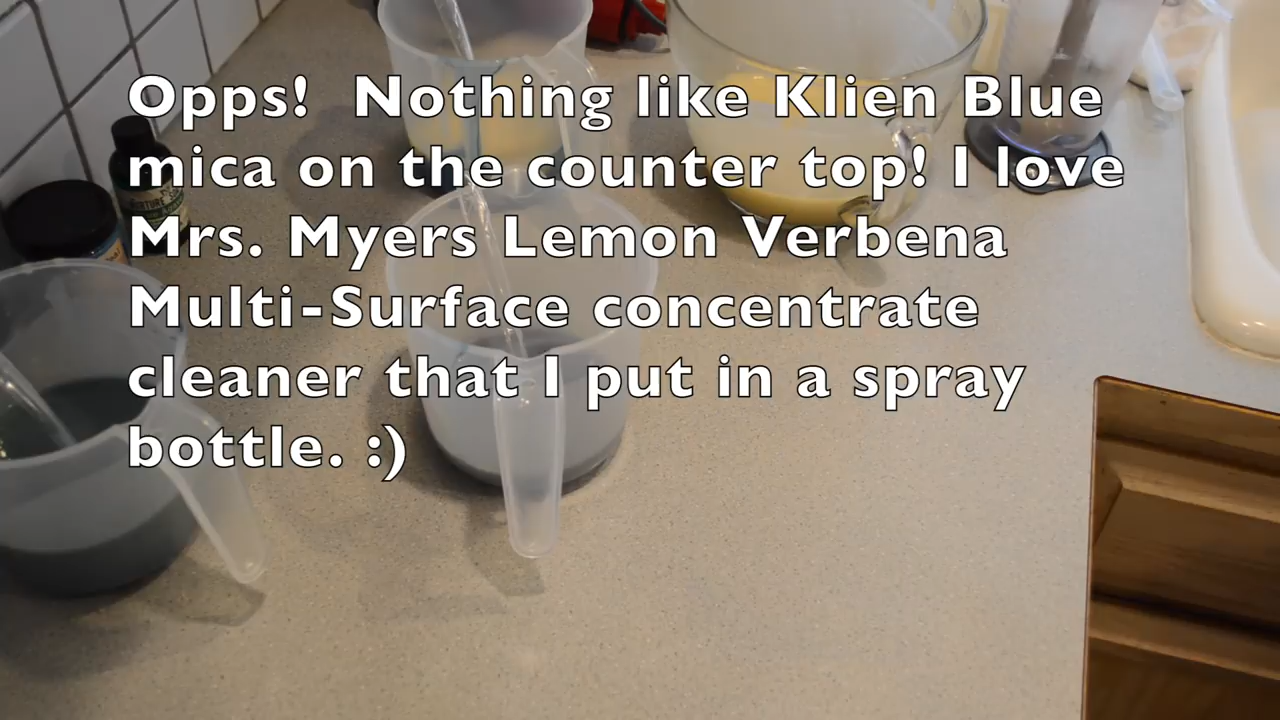 Opps!  Nothing like Klien Blue
mica on the counter top! I love
Mrs. Myers Lemon Verbena
Multi-Surface concentrate
cleaner that I put in a spray
bottle. :)